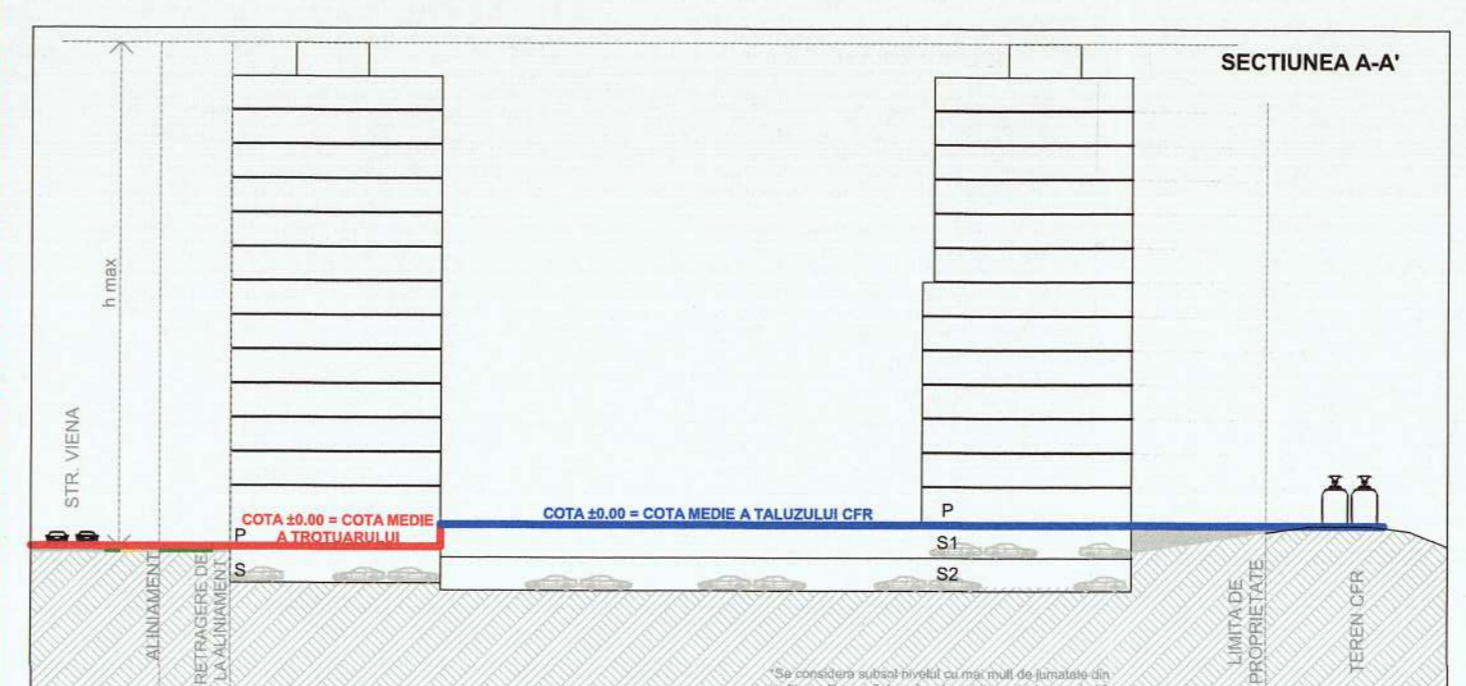 SECTIUNEA A-A'
h max
STR. VIENA
COTA ±0.00 = COTA MEDIE
A TROTUARULUI
P
S
COTA ±0.00 = COTA MEDIE A TALUZULUI CFR
P
S1
S2
ALINIAMENT
RETRAGERE DE
LA ALINIAMENT
LIMITA DE
PROPRIETATE
TEREN CFR
*Se considera subsol nivelul cu mai mult de jumatate din